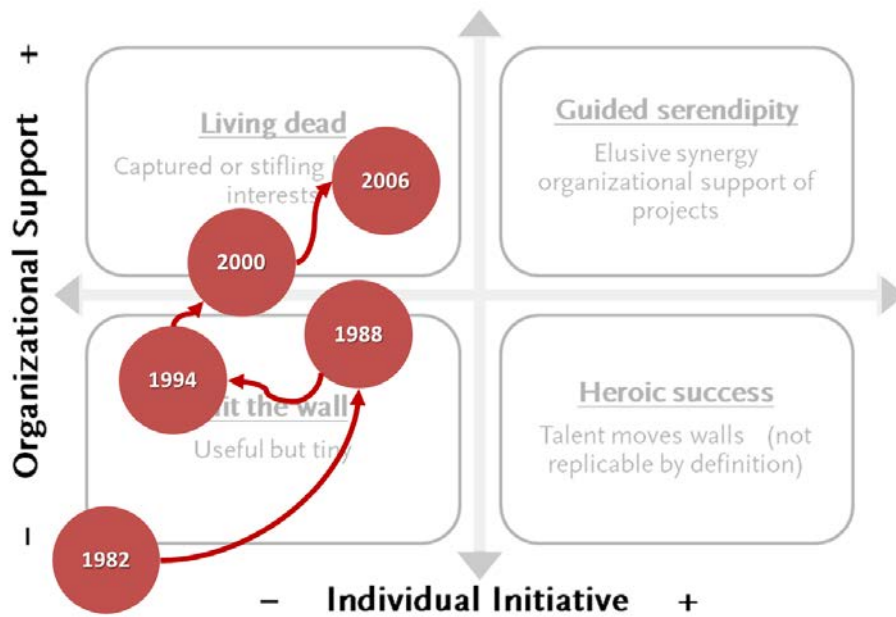 +
Organizational Support
–
Living dead
Captured or stifling
interests
2006
2000
Guided serendipity
Elusive synergy
organizational support of
projects
1988
1994
the wall
Useful but tiny
Heroic success
Talent moves walls (not
replicable by definition)
1982
– Individual Initiative +